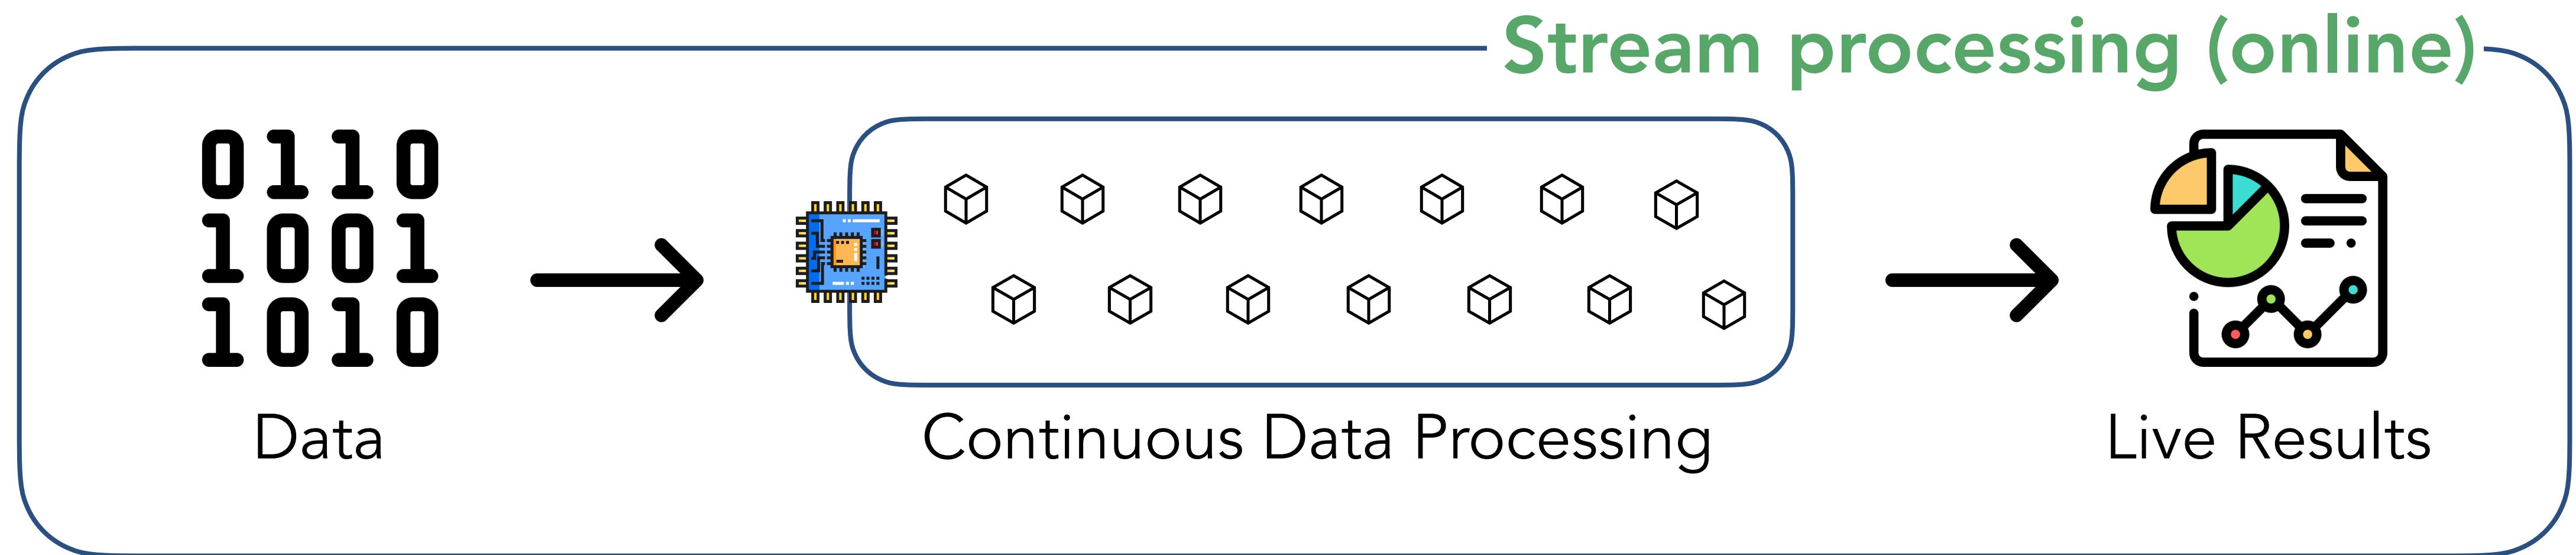 Stream processing (online)
0110
1001
1010
Data
Continuous Data Processing
Live Results